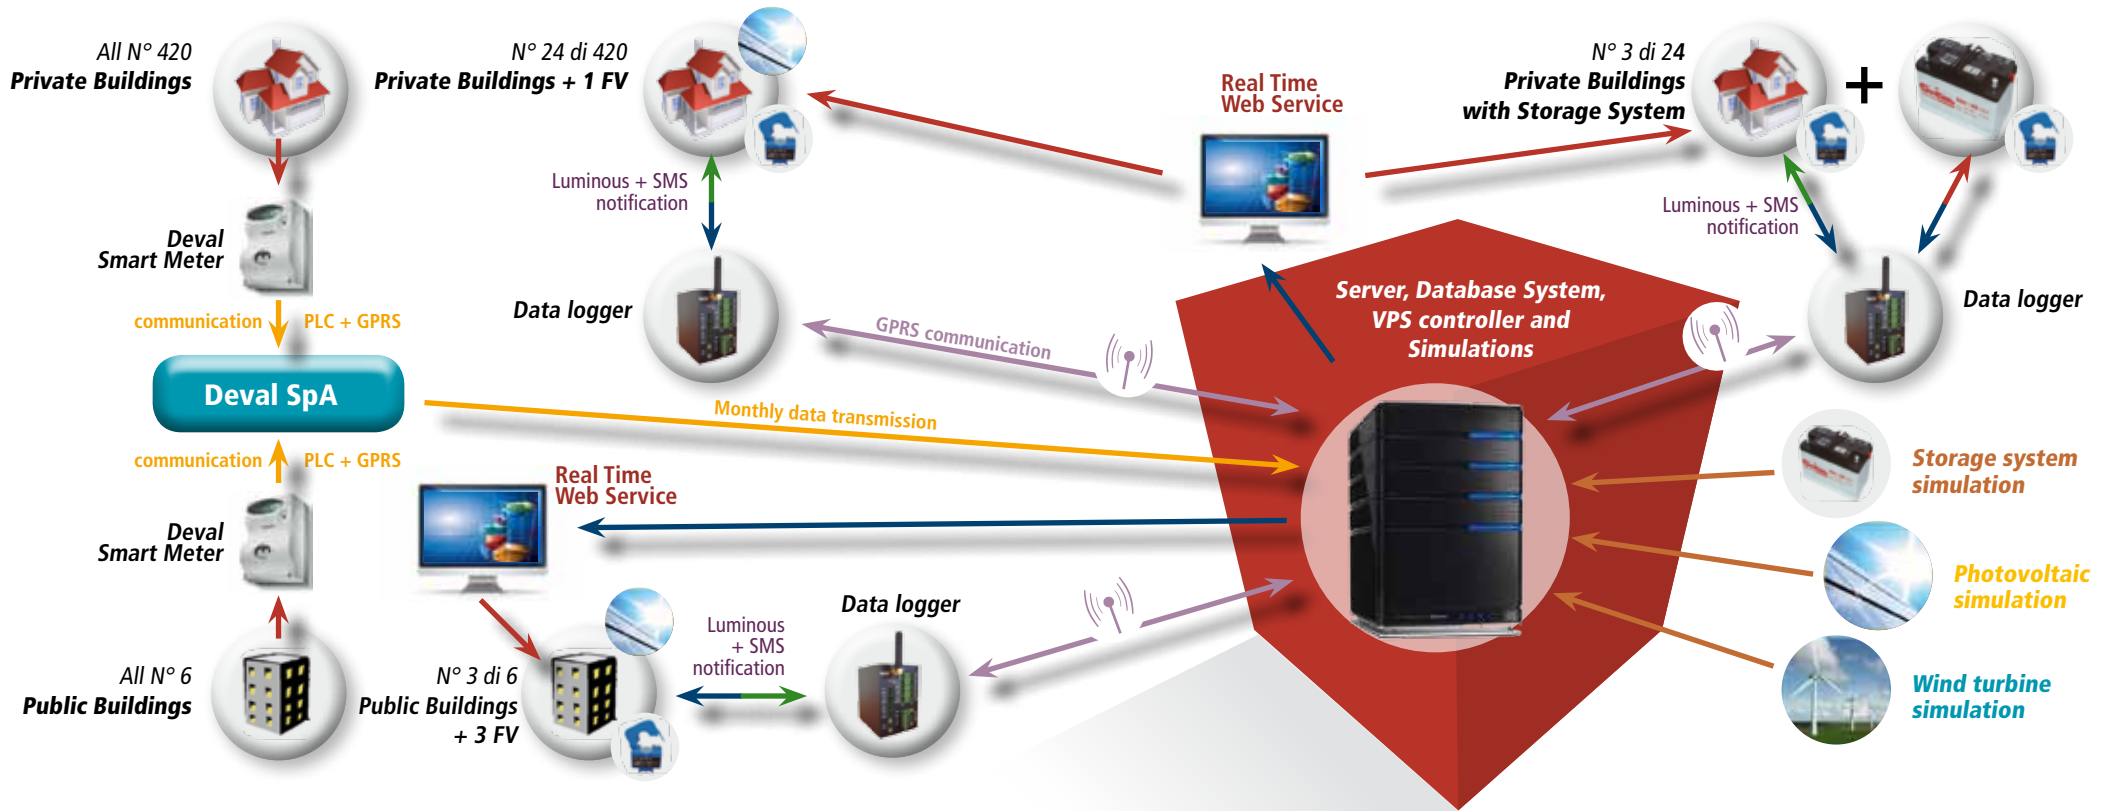 All N° 420
Private Buildings
N° 24 di 420
Private Buildings + 1 FV
Real Time
Web Service
N° 3 di 24
Private Buildings
with Storage System
+
Luminous + SMS
notification
Luminous + SMS
notification
Deval
Smart Meter
Data logger
Server, Database System,
VPS controller and
Simulations
Data logger
communication
PLC + GPRS
GPRS communication
Deval SpA
Monthly data transmission
communication
PLC + GPRS
Real Time
Web Service
Storage system
simulation
Deval
Smart Meter
Photovoltaic
simulation
Data logger
Luminous
+ SMS
notification
All N° 6
Public Buildings
N° 3 di 6
Public Buildings
+ 3 FV
Wind turbine
simulation